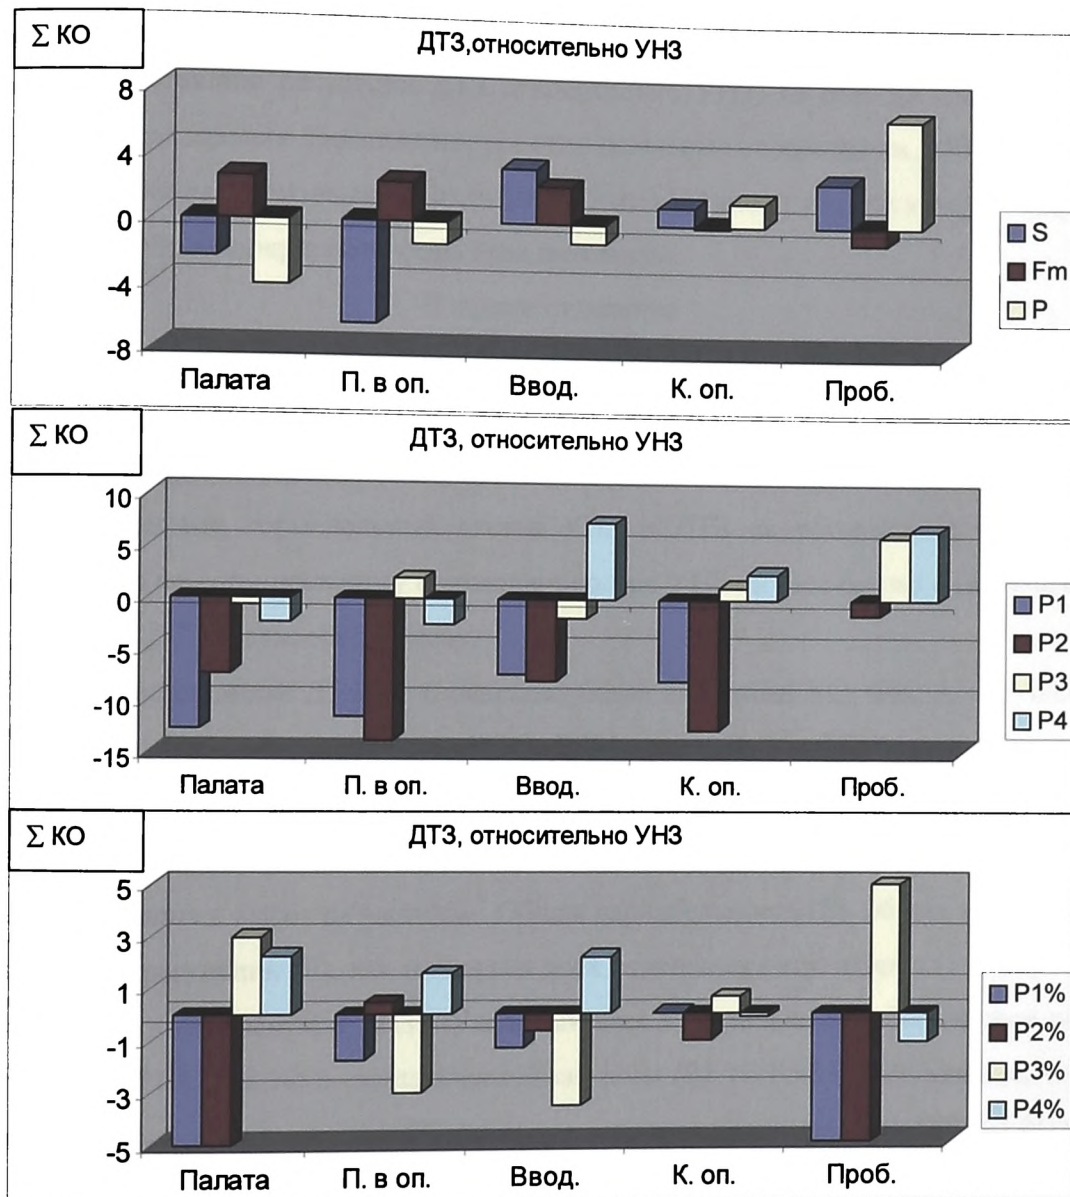 ∑ КО
ДТЗ,относительно УНЗ
8
4
0
-4
-8
Палата П. в оп. Ввод. К. оп. Проб.
S
Fm
P
∑ КО
ДТЗ, относительно УНЗ
10
5
0
-5
-10
-15
Палата П. в оп. Ввод. К. оп. Проб.
P1
P2
P3
P4
∑ КО
ДТЗ, относительно УНЗ
5
3
1
-1
-3
-5
Палата П. в оп. Ввод. К. оп. Проб.
P1%
P2%
P3%
P4%